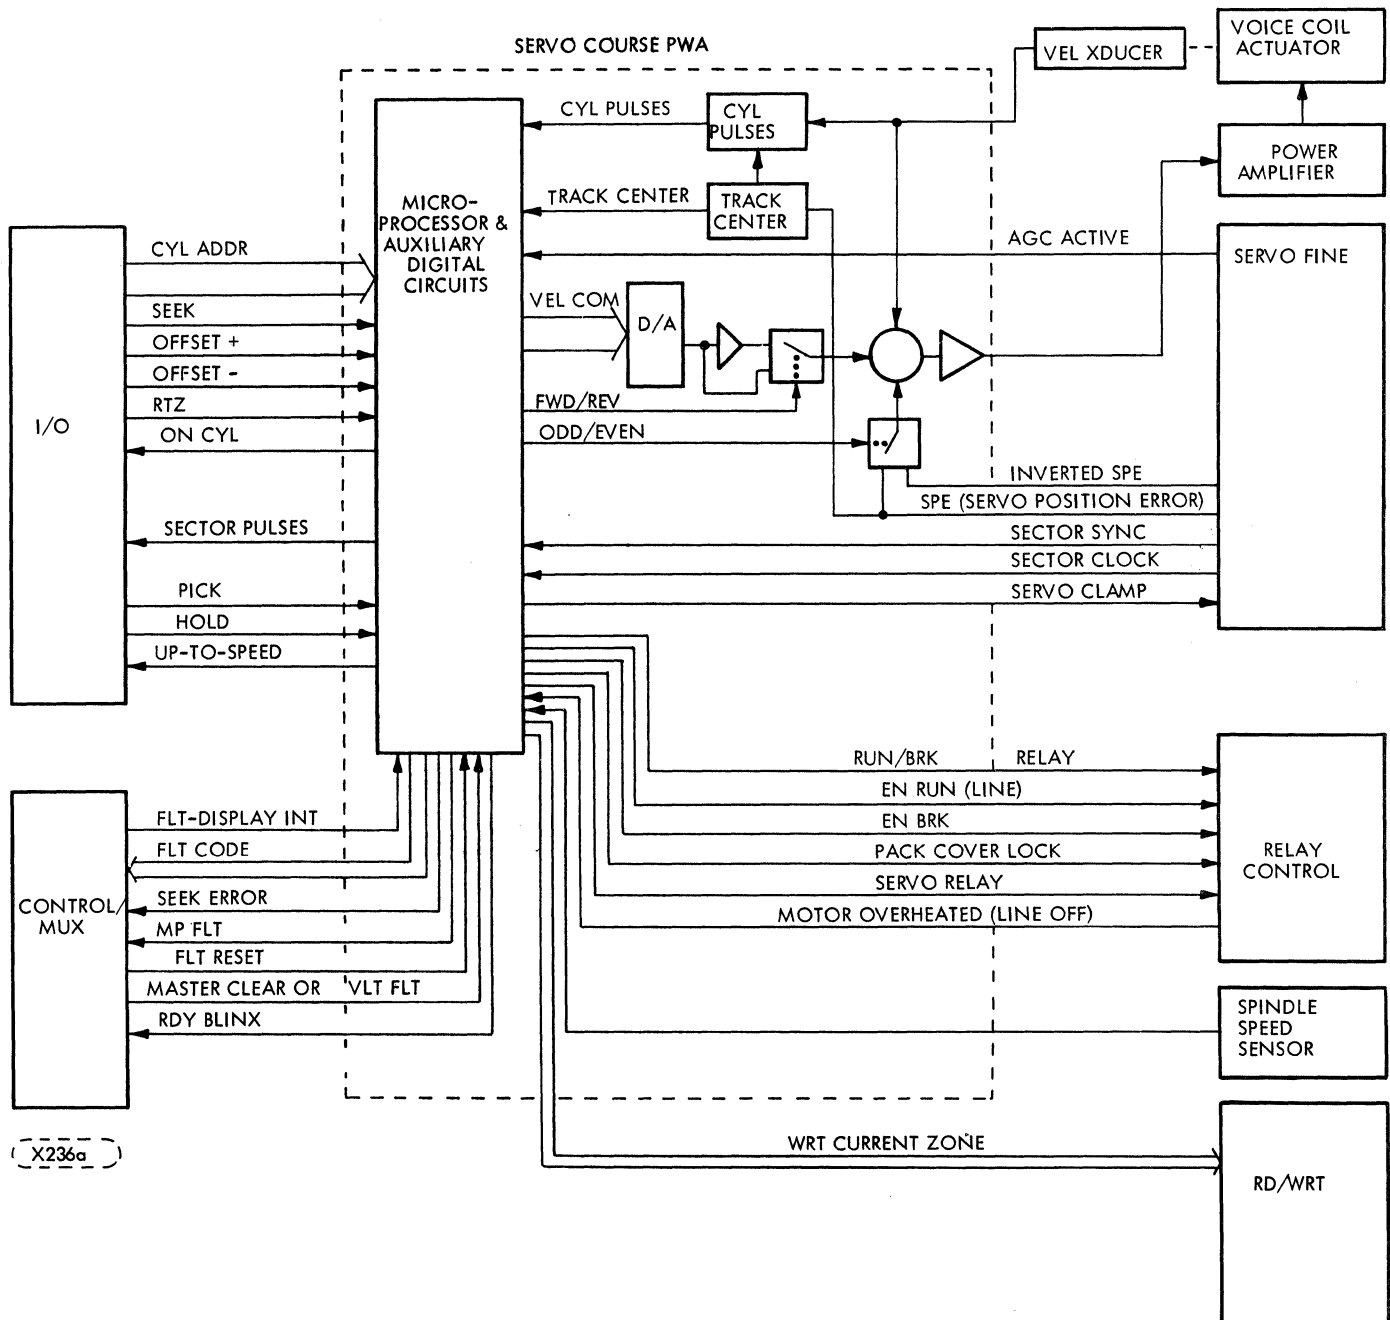 SERVO COURSE PWA
VEL XDUCER
VOICE COIL
ACTUATOR
POWER
AMPLIFIER
CYL PULSES
CYL
PULSES
TRACK CENTER
TRACK
CENTER
MICRO-
PROCESSOR &
AUXILIARY
DIGITAL
CIRCUITS
AGC ACTIVE
SERVO FINE
I/O
CYL ADDR
SEEK
OFFSET +
OFFSET -
RTZ
ON CYL
SECTOR PULSES
PICK
HOLD
UP-TO-SPEED
VEL COM
D/A
FWD/REV
ODD/EVEN
INVERTED SPE
SPE (SERVO POSITION ERROR)
SECTOR SYNC
SECTOR CLOCK
SERVO CLAMP
RUN/BRK RELAY
EN RUN (LINE)
EN BRK
PACK COVER LOCK
SERVO RELAY
MOTOR OVERHEATED (LINE OFF)
RELAY
CONTROL
CONTROL/
MUX
FLT-DISPLAY INT
FLT CODE
SEEK ERROR
MP FLT
FLT RESET
MASTER CLEAR OR VLT FLT
RDY BLINX
SPINDLE
SPEED
SENSOR
WRT CURRENT ZONE
RD/WRT
X236a